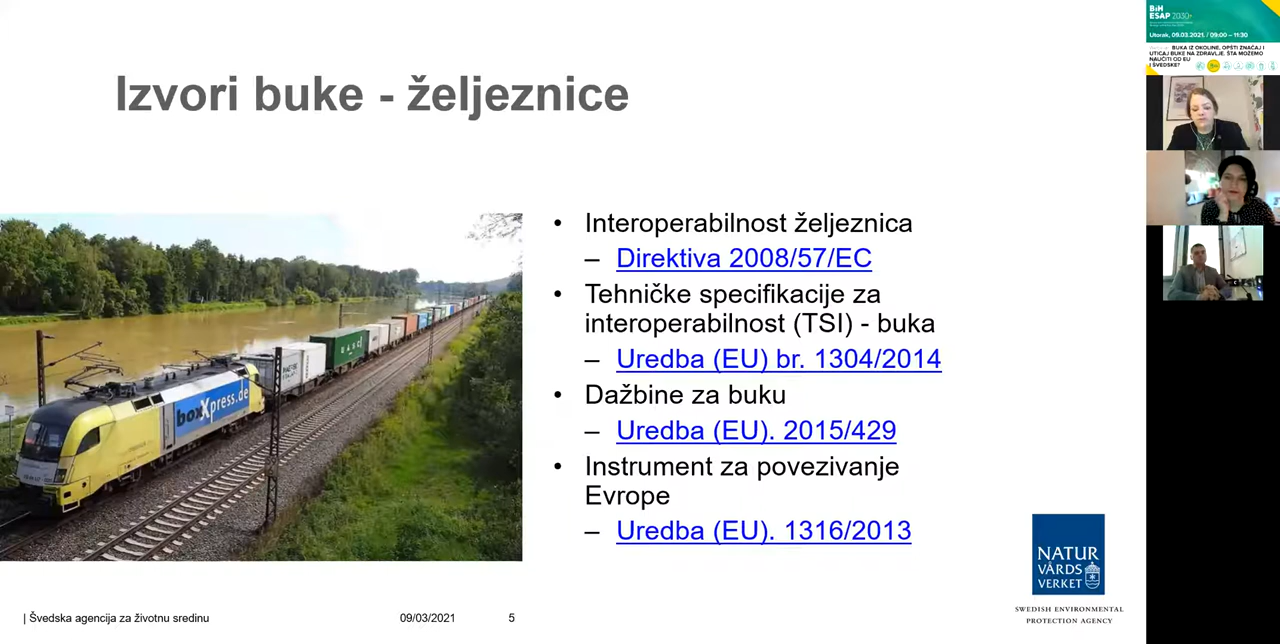 Izvori buke - željeznice
• Interoperabilnost željeznica
– Direktiva 2008/57/EC
• Tehničke specifikacije za
interoperabilnost (TSI) - buka
– Uredba (EU) br. 1304/2014
• Dažbine za buku
– Uredba (EU). 2015/429
• Instrument za povezivanje
Evrope
– Uredba (EU). 1316/2013
boxXpress.de
NATUR
VÅRDS
VERKET
SWEDISH ENVIRONMENTAL
PROTECTION AGENCY
| Švedska agencija za životnu sredinu
09/03/2021
5
BiH
ESAP 2030+
Utorak, 09.03.2021. / 09:00 – 11:30
BUKA IZ OKOLINE, OPŠTI ZNAČAJ I
UTICAJ BUKE NA ZDRAVLJE. ŠTA MOŽEMO
NAUČITI OD EU
I ŠVEDSKE?